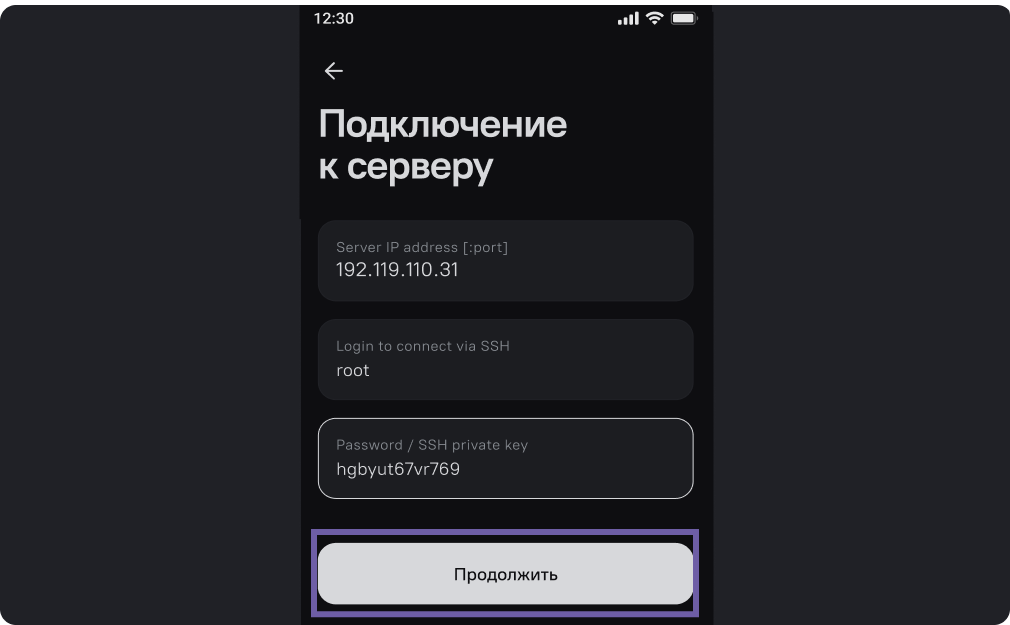 12:30
Подключение
к серверу
Server IP address [:port]
192.119.110.31
Login to connect via SSH
root
Password / SSH private key
hgbyut67vr769
Продолжить